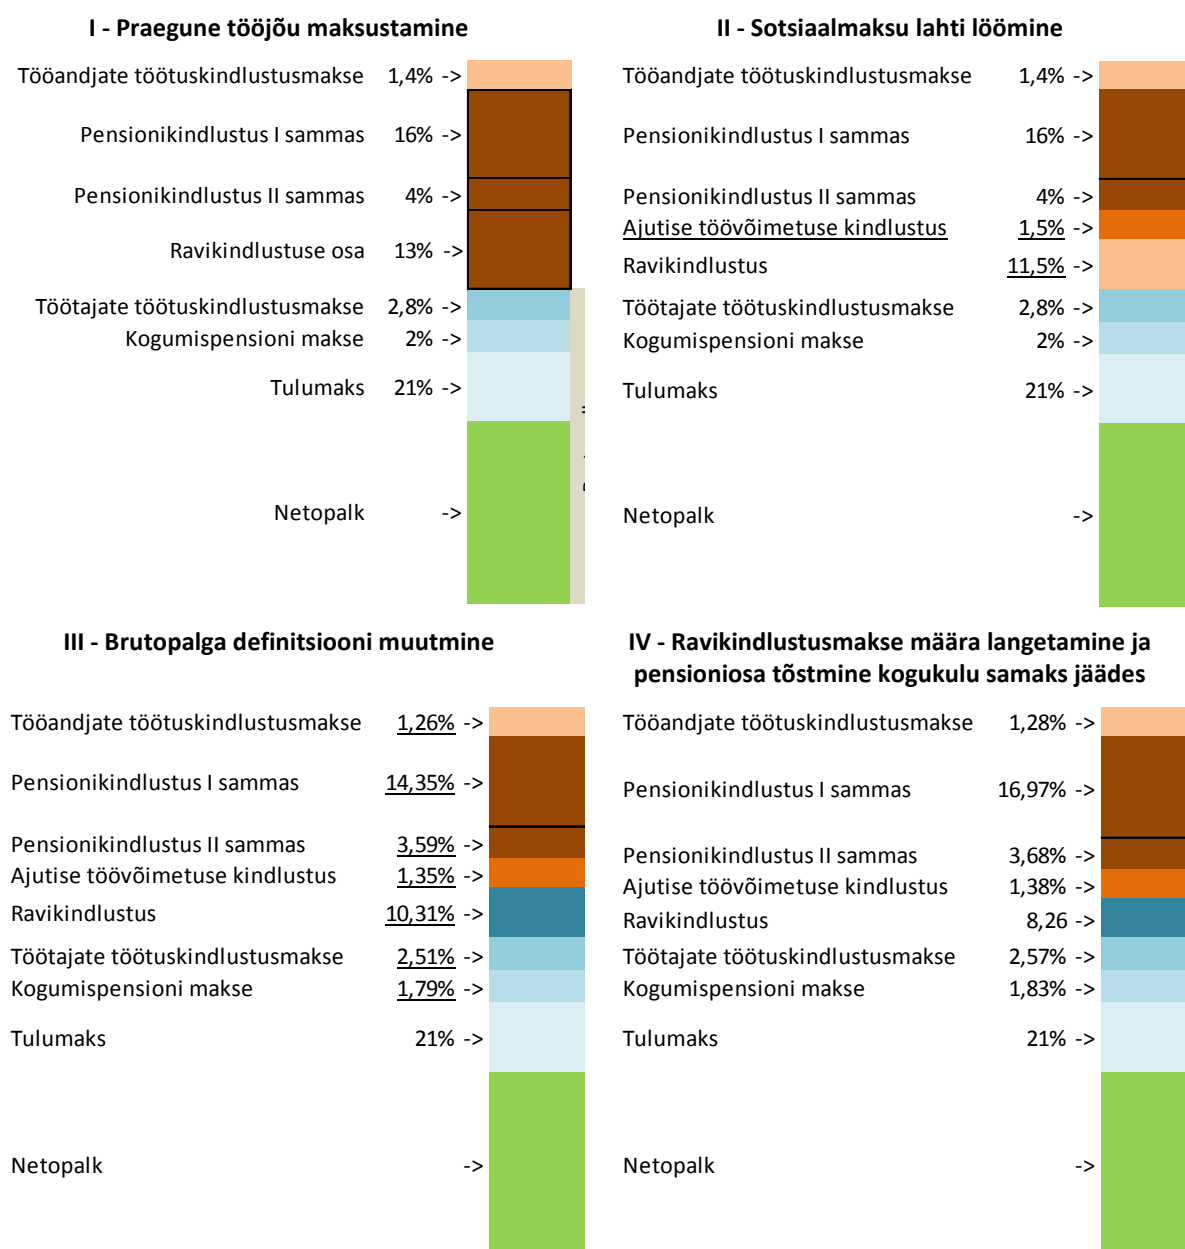 I - Praegune tööjõu maksustamine
Tööandjate töötuskindlustusmakse 1,4% ->
Pensionikindlustus I sammas 16% ->
Pensionikindlustus II sammas 4% ->
Ravikindlustuse osa 13% ->
Töötajate töötuskindlustusmakse 2,8% ->
Kogumispensioni makse 2% ->
Tulumaks 21% ->
Netopalk ->
II - Sotsiaalmaksu lahti löömine
Tööandjate töötuskindlustusmakse 1,4% ->
Pensionikindlustus I sammas 16% ->
Pensionikindlustus II sammas 4% ->
Ajutise töövõimetuse kindlustus 1,5% ->
Ravikindlustus 11,5% ->
Töötajate töötuskindlustusmakse 2,8% ->
Kogumispensioni makse 2% ->
Tulumaks 21% ->
Netopalk ->
III - Brutopalga definitsiooni muutmine
Tööandjate töötuskindlustusmakse 1,26% ->
Pensionikindlustus I sammas 14,35% ->
Pensionikindlustus II sammas 3,59% ->
Ajutise töövõimetuse kindlustus 1,35% ->
Ravikindlustus 10,31% ->
Töötajate töötuskindlustusmakse 2,51% ->
Kogumispensioni makse 1,79% ->
Tulumaks 21% ->
Netopalk ->
IV - Ravikindlustusmakse määra langetamine ja
pensioniosa tõstmine kogukulu samaks jäädes
Tööandjate töötuskindlustusmakse 1,28% ->
Pensionikindlustus I sammas 16,97% ->
Pensionikindlustus II sammas 3,68% ->
Ajutise töövõimetuse kindlustus 1,38% ->
Ravikindlustus 8,26 ->
Töötajate töötuskindlustusmakse 2,57% ->
Kogumispensioni makse 1,83% ->
Tulumaks 21% ->
Netopalk ->